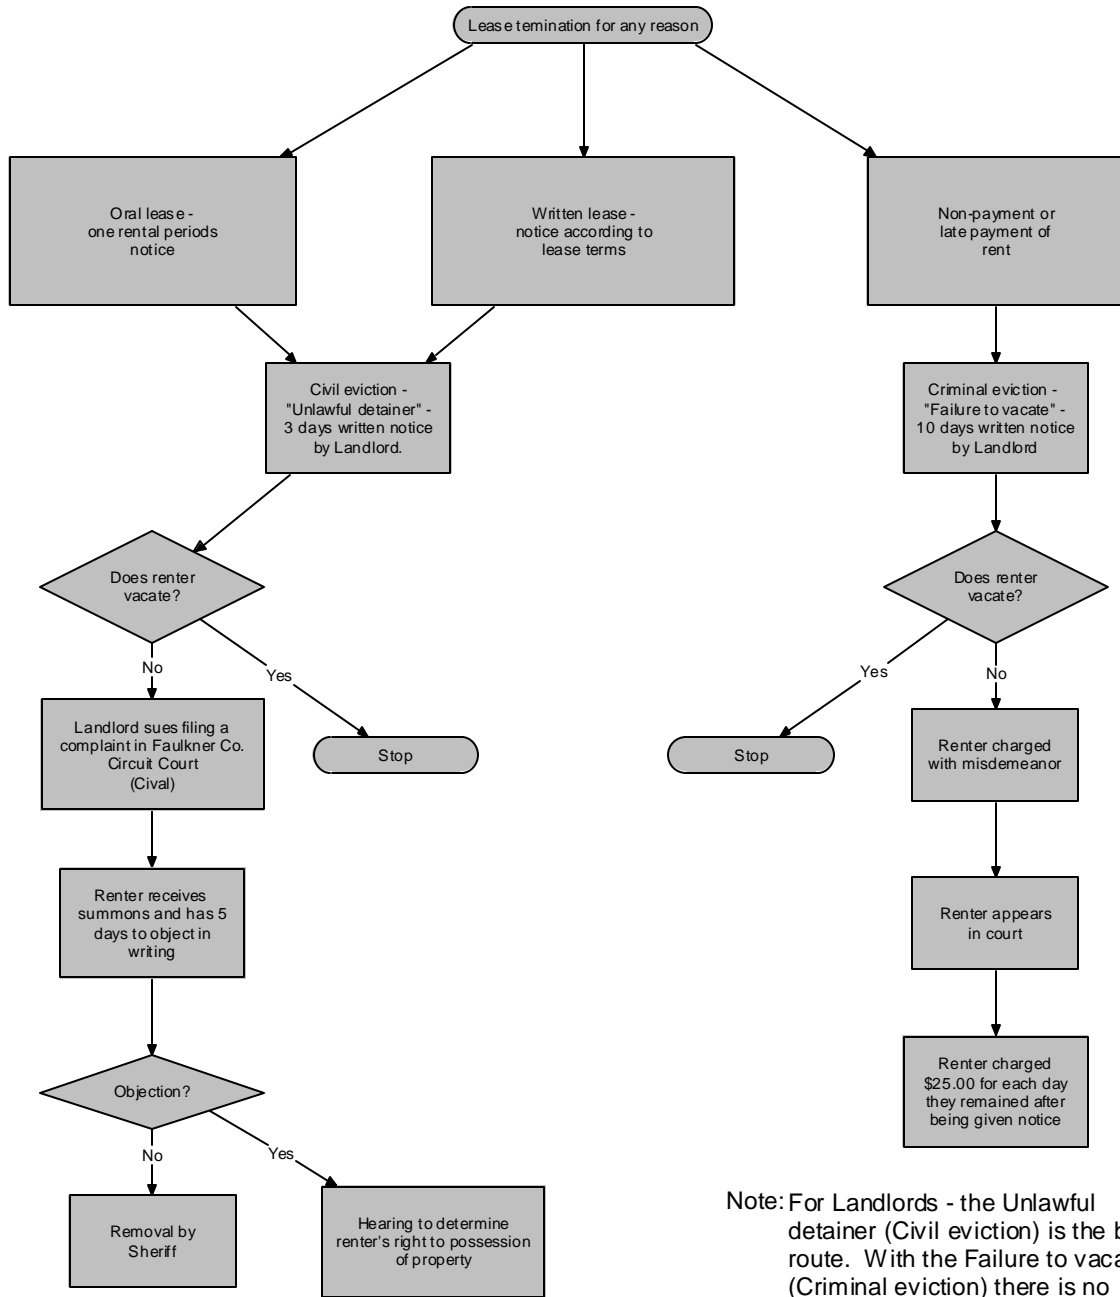 Lease temination for any reason
Oral lease -
one rental periods
notice
Written lease -
notice according to
lease terms
Non-payment or
late payment of
rent
Civil eviction -
"Unlawful detainer" -
3 days written notice
by Landlord.
Criminal eviction -
"Failure to vacate" -
10 days written notice
by Landlord
Does renter
vacate?
Does renter
vacate?
No
Yes
Yes
No
Landlord sues filing a
complaint in Faulkner Co.
Circuit Court
(Cival)
Stop
Stop
Renter charged
with misdemeanor
Renter receives
summons and has 5
days to object in
writing
Renter appears
in court
Objection?
Renter charged
$25.00 for each day
they remained after
being given notice
No
Yes
Removal by
Sheriff
Hearing to determine
renter's right to possession
of property
Note: For Landlords - the Unlawful
detainer (Civil eviction) is the
route. With the Failure to
(Criminal eviction) there is no